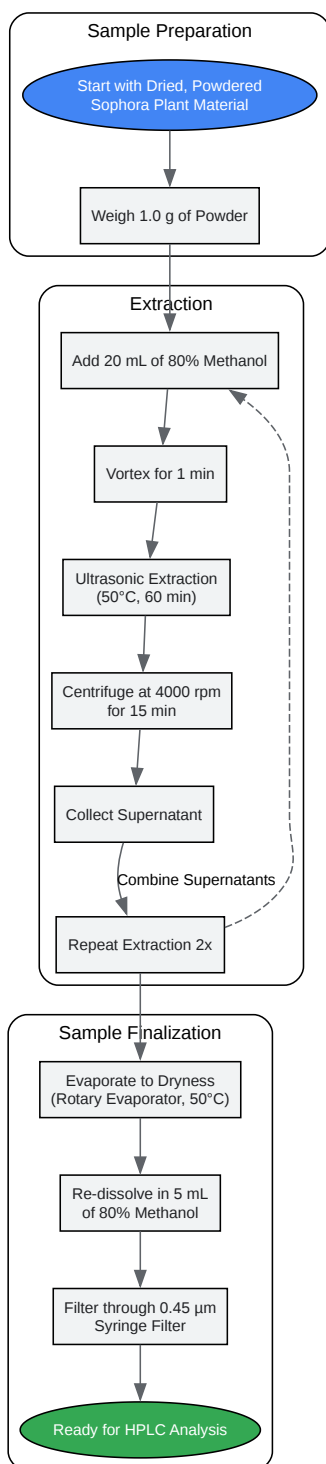 Sample Preparation
Start with Dried, Powdered
Sophora Plant Material
Weigh 1.0 g of Powder
Extraction
Add 20 mL of 80% Methanol
Vortex for 1 min
Ultrasonic Extraction
(50°C, 60 min)
Centrifuge at 4000 rpm
for 15 min
Collect Supernatant
Combine Supernatants
Repeat Extraction 2x
Sample Finalization
Evaporate to Dryness
(Rotary Evaporator, 50°C)
Re-dissolve in 5 mL
of 80% Methanol
Filter through 0.45 µm
Syringe Filter
Ready for HPLC Analysis